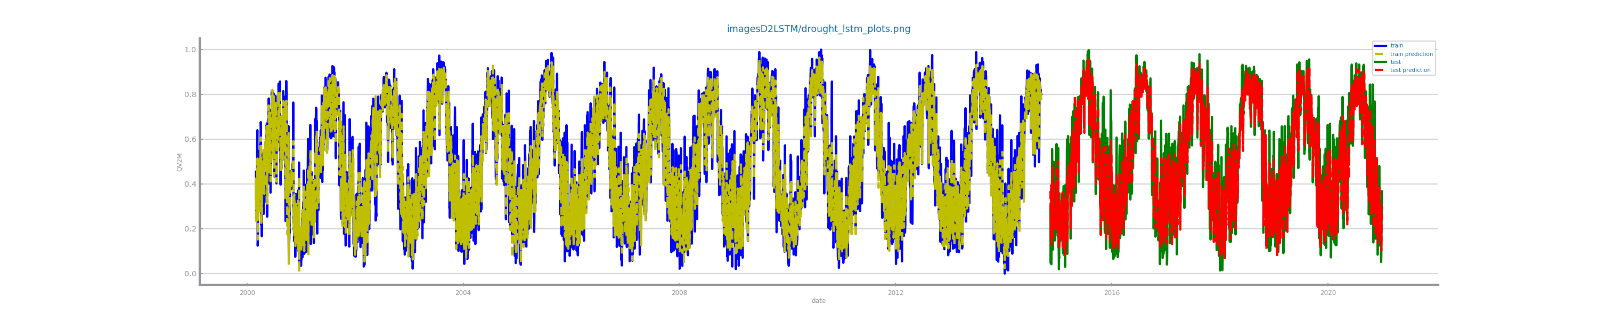 imagesD2LSTM/drought_lstm_plots.png
train
train prediction
test
test prediction
1.0
0.8
0.6
0.4
0.2
0.0
QV2M
2000
2004
2008
2012
2016
2020
date